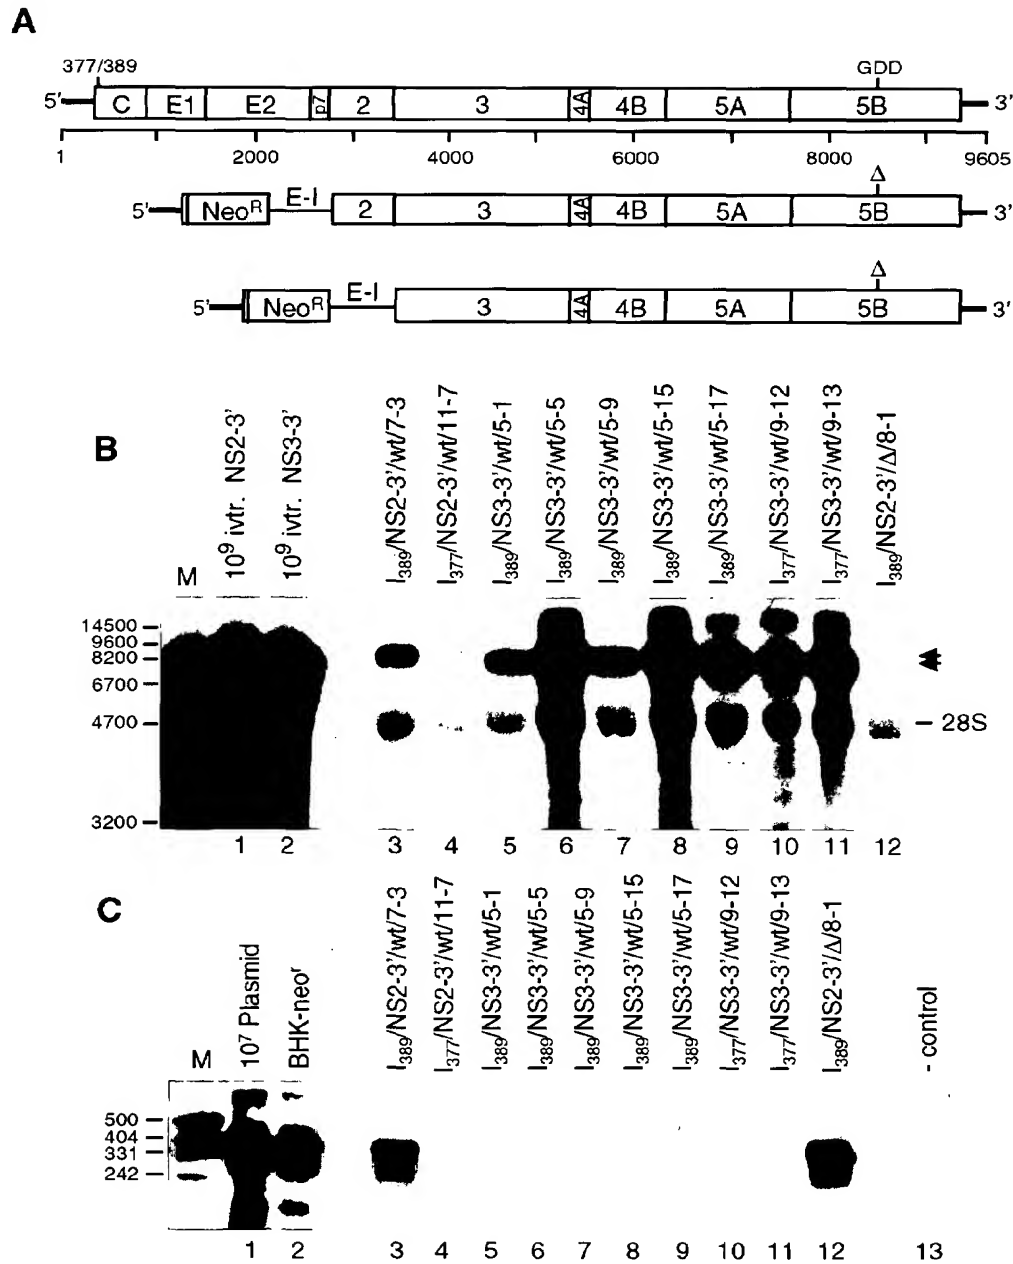 A
377/389
GDD
5' C E1 E2 p7 2 3 4A 4B 5A 5B 3'
1 2000 4000 6000 8000 9605
Δ
5' Neo^R E-I 2 3 4A 4B 5A 5B 3'
Δ
5' Neo^R E-I 3 4A 4B 5A 5B 3'
B
M
10⁹ ivtr. NS2-3'
10⁹ ivtr. NS3-3'
I₃₈₉/NS2-3'/wt/7-3
I₃₇₇/NS2-3'/wt/11-7
I₃₈₉/NS3-3'/wt/5-1
I₃₈₉/NS3-3'/wt/5-5
I₃₈₉/NS3-3'/wt/5-9
I₃₈₉/NS3-3'/wt/5-15
I₃₈₉/NS3-3'/wt/5-17
I₃₇₇/NS3-3'/wt/9-12
I₃₇₇/NS3-3'/wt/9-13
I₃₈₉/NS2-3'/Δ/8-1
14500
9600
8200
6700
4700
3200
28S
1 2 3 4 5 6 7 8 9 10 11 12
C
M
10⁷ Plasmid
BHK-neoʳ
I₃₈₉/NS2-3'/wt/7-3
I₃₇₇/NS2-3'/wt/11-7
I₃₈₉/NS3-3'/wt/5-1
I₃₈₉/NS3-3'/wt/5-5
I₃₈₉/NS3-3'/wt/5-9
I₃₈₉/NS3-3'/wt/5-15
I₃₈₉/NS3-3'/wt/5-17
I₃₇₇/NS3-3'/wt/9-12
I₃₇₇/NS3-3'/wt/9-13
I₃₈₉/NS2-3'/Δ/8-1
- control
500
404
331
242
1 2 3 4 5 6 7 8 9 10 11 12 13